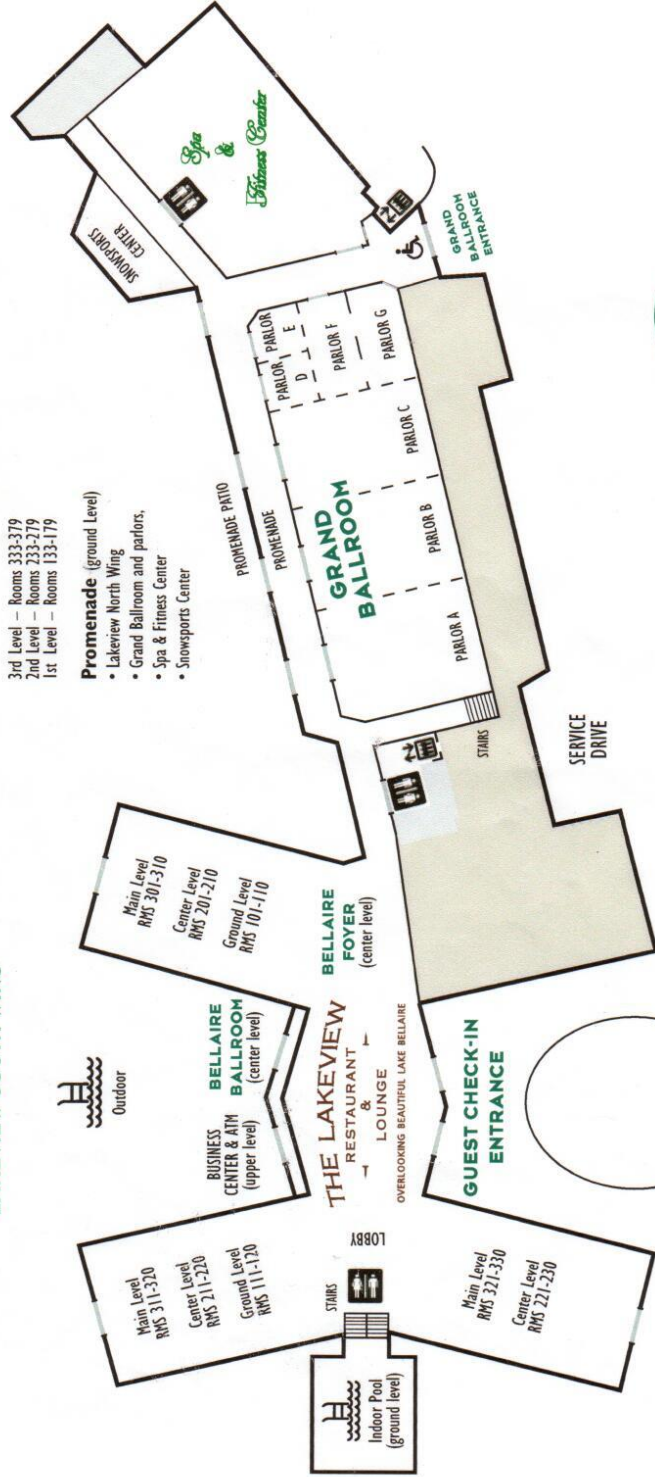 3rd Level – Rooms 333-379
2nd Level – Rooms 233-279
1st Level – Rooms 133-179
Promenade (ground Level)
• Lakeview North Wing
• Grand Ballroom and parlors,
• Spa & Fitness Center
• Snowsports Center
Outdoor
Main Level
RMS 311-320
Center Level
RMS 211-220
Ground Level
RMS 111-120
BUSINESS
CENTER & ATM
(upper level)
BELLAIRE
BALLROOM
(center level)
Main Level
RMS 301-310
Center Level
RMS 201-210
Ground Level
RMS 101-110
PROMENADE PATIO
PROMENADE
SNOWSPORTS
CENTER
Spa
&
Fitness Center
STAIRS
LOBBY
Indoor Pool
(ground level)
THE LAKEVIEW
RESTAURANT
&
LOUNGE
OVERLOOKING BEAUTIFUL LAKE BELLAIRE
BELLAIRE
FOYER
(center level)
GRAND
BALLROOM
PARLOR
D
PARLOR
E
PARLOR F
PARLOR G
PARLOR A
PARLOR B
PARLOR C
STAIRS
GRAND
BALLROOM
ENTRANCE
Main Level
RMS 321-330
Center Level
RMS 221-230
GUEST CHECK-IN
ENTRANCE
SERVICE
DRIVE